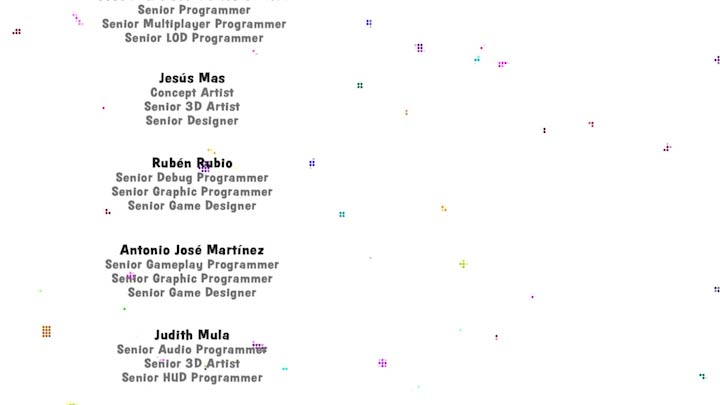 Senior Programmer
Senior Multiplayer Programmer
Senior LOD Programmer
Jesús Mas
Concept Artist
Senior 3D Artist
Senior Designer
Rubén Rubio
Senior Debug Programmer
Senior Graphic Programmer
Senior Game Designer
Antonio José Martínez
Senior Gameplay Programmer
Senior Graphic Programmer
Senior Game Designer
Judith Mula
Senior Audio Programmer
Senior 3D Artist
Senior HUD Programmer